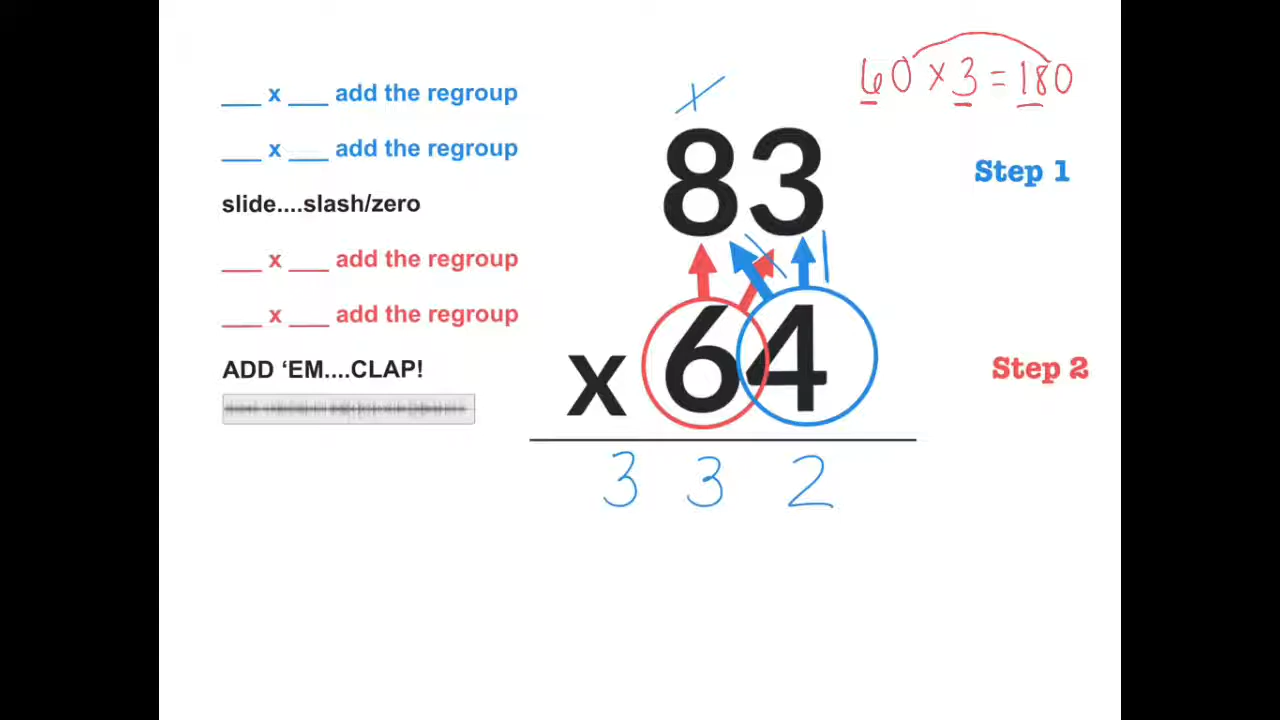 ___ x ___ add the regroup
___ x ___ add the regroup
slide....slash/zero
___ x ___ add the regroup
___ x ___ add the regroup
ADD ‘EM....CLAP!
1
83
1
x 64
3 3 2
60 × 3 = 180
Step 1
Step 2